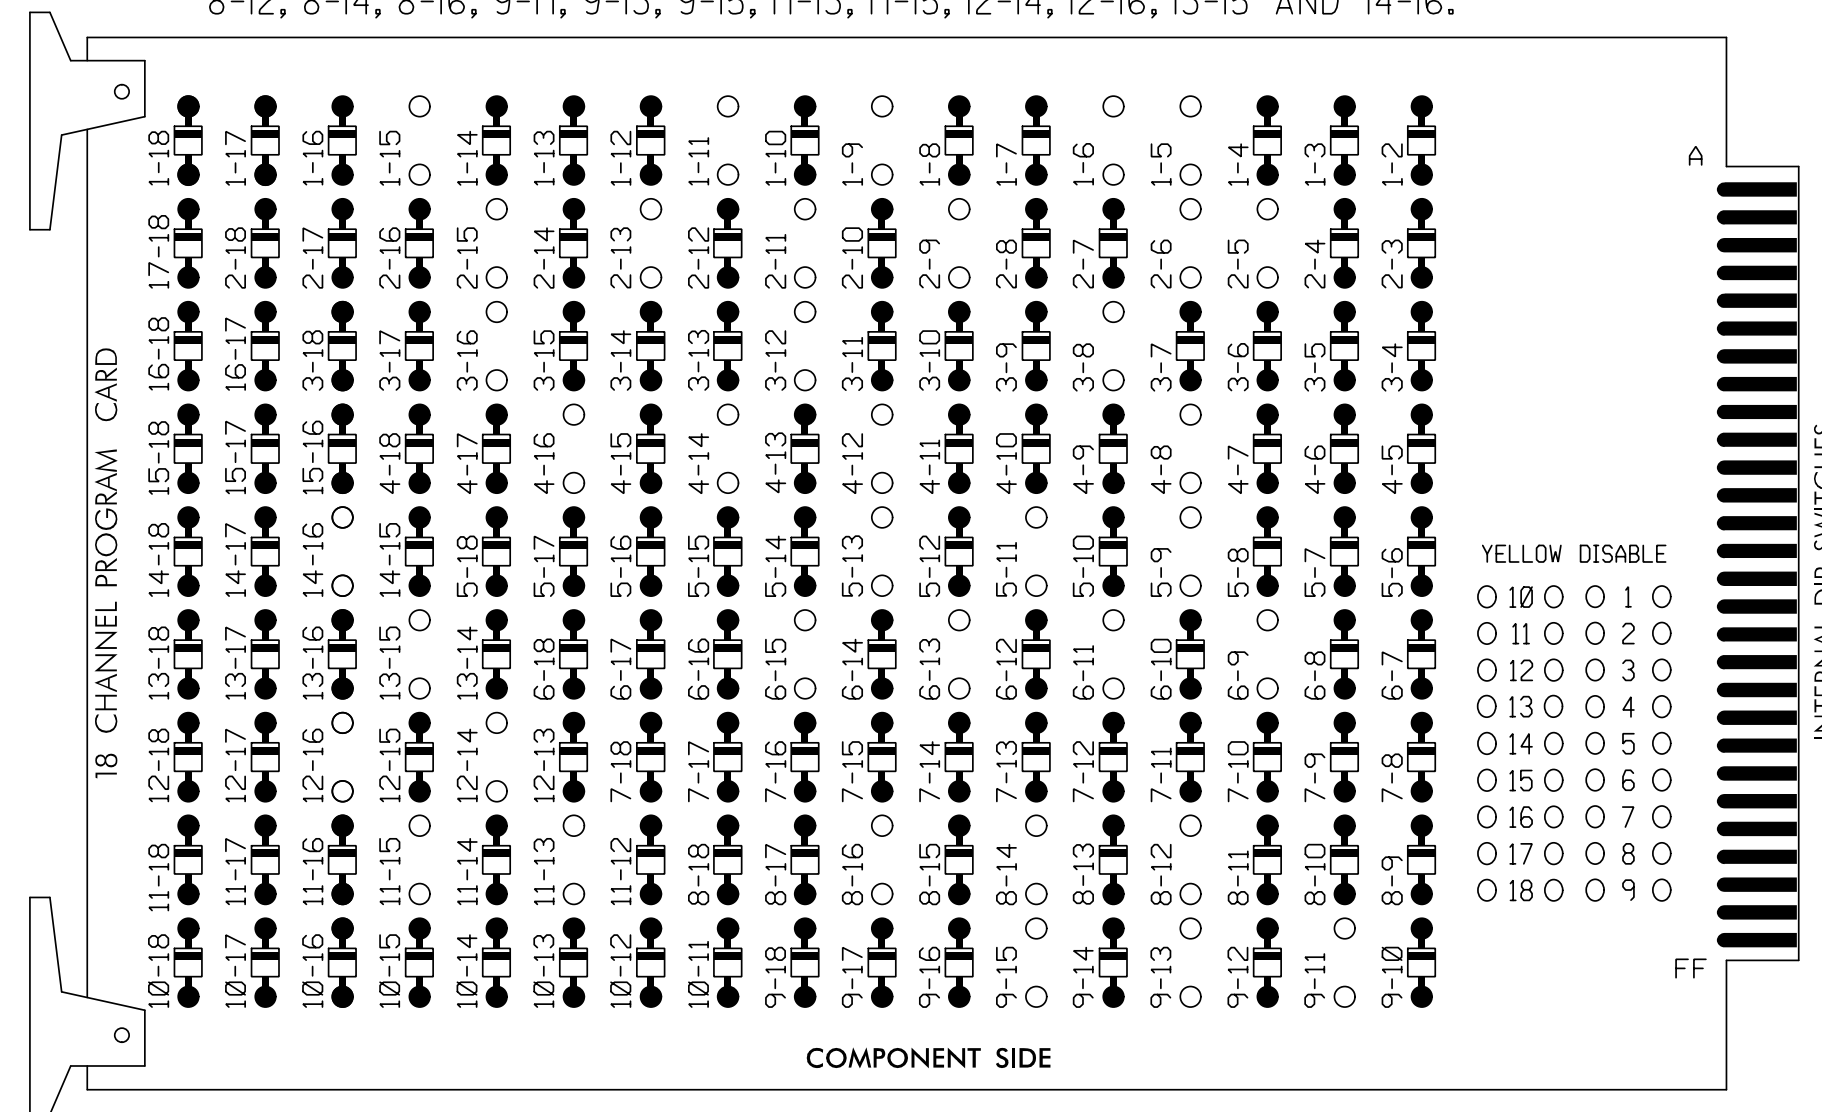 8-12, 8-14, 8-16, 9-11, 9-13, 9-15, 11-13, 11-15, 12-14, 12-16, 13-15 AND 14-16.
1-18 1-17 1-16 1-15 1-14 1-13 1-12 1-11 1-10 1-9 1-8 1-7 1-6 1-5 1-4 1-3 1-2
17-18 2-18 2-17 2-16 2-15 2-14 2-13 2-12 2-11 2-10 2-9 2-8 2-7 2-6 2-5 2-4 2-3
16-18 16-17 3-18 3-17 3-16 3-15 3-14 3-13 3-12 3-11 3-10 3-9 3-8 3-7 3-6 3-5 3-4
15-18 15-17 15-16 4-18 4-17 4-16 4-15 4-14 4-13 4-12 4-11 4-10 4-9 4-8 4-7 4-6 4-5
14-18 14-17 14-16 14-15 5-18 5-17 5-16 5-15 5-14 5-13 5-12 5-11 5-10 5-9 5-8 5-7 5-6
13-18 13-17 13-16 13-15 13-14 6-18 6-17 6-16 6-15 6-14 6-13 6-12 6-11 6-10 6-9 6-8 6-7
12-18 12-17 12-16 12-15 12-14 12-13 7-18 7-17 7-16 7-15 7-14 7-13 7-12 7-11 7-10 7-9 7-8
11-18 11-17 11-16 11-15 11-14 11-13 11-12 8-18 8-17 8-16 8-15 8-14 8-13 8-12 8-11 8-10 8-9
10-18 10-17 10-16 10-15 10-14 10-13 10-12 10-11 9-18 9-17 9-16 9-15 9-14 9-13 9-12 9-11 9-10
18 CHANNEL PROGRAM CARD
COMPONENT SIDE
A
YELLOW DISABLE
10 1
11 2
12 3
13 4
14 5
15 6
16 7
17 8
18 9
FF
INTERNAL DIP SWITCHES